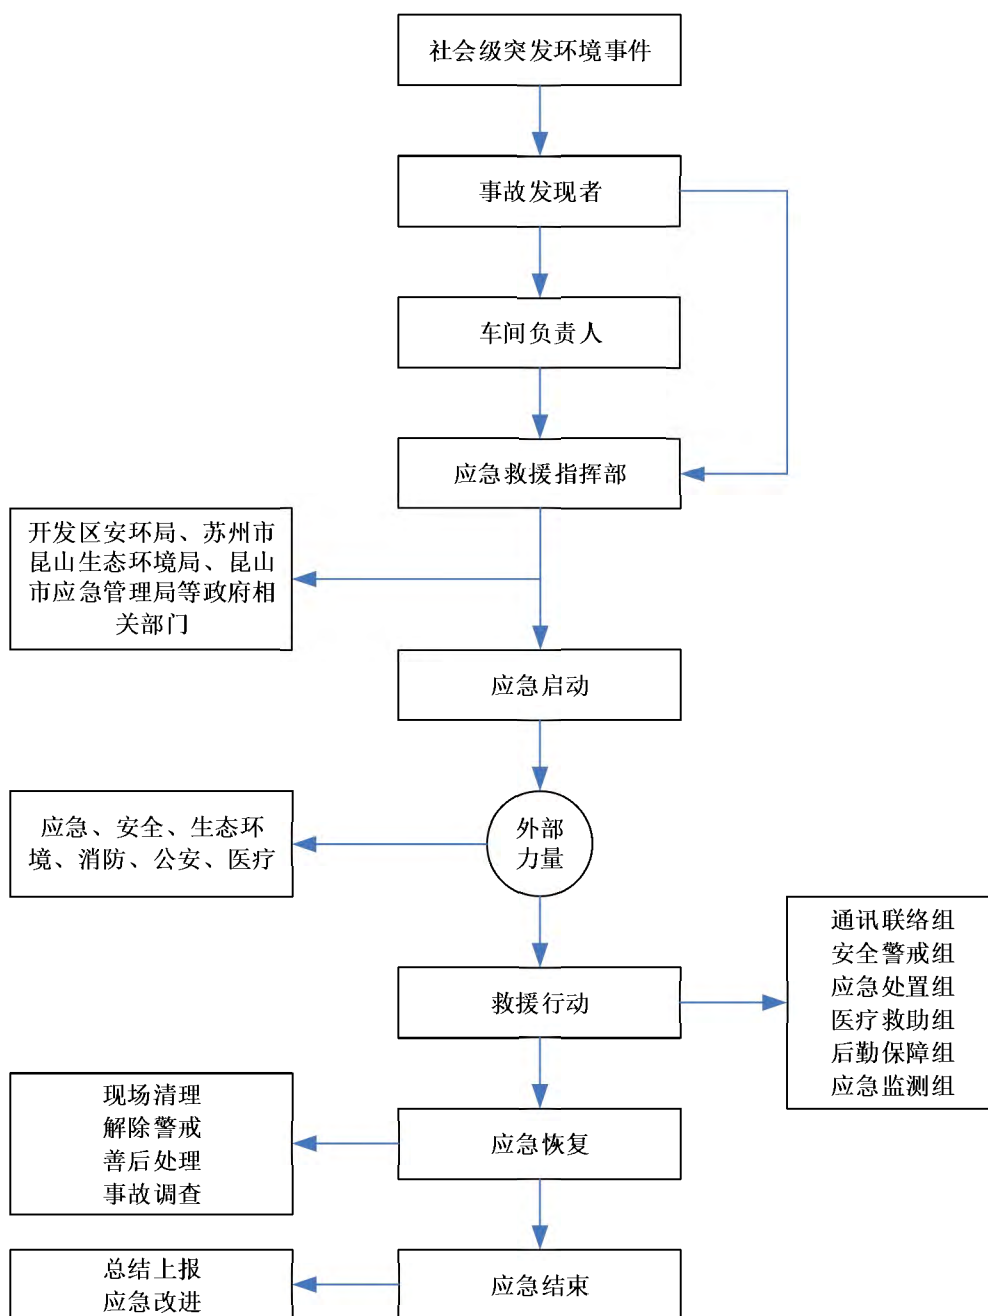 社会级突发环境事件
事故发现者
车间负责人
应急救援指挥部
开发区安环局、苏州市
昆山生态环境局、昆山
市应急管理局等政府相
关部门
应急启动
外部
力量
应急、安全、生态环
境、消防、公安、医疗
救援行动
通讯联络组
安全警戒组
应急处置组
医疗救助组
后勤保障组
应急监测组
应急恢复
现场清理
解除警戒
善后处理
事故调查
应急结束
总结上报
应急改进